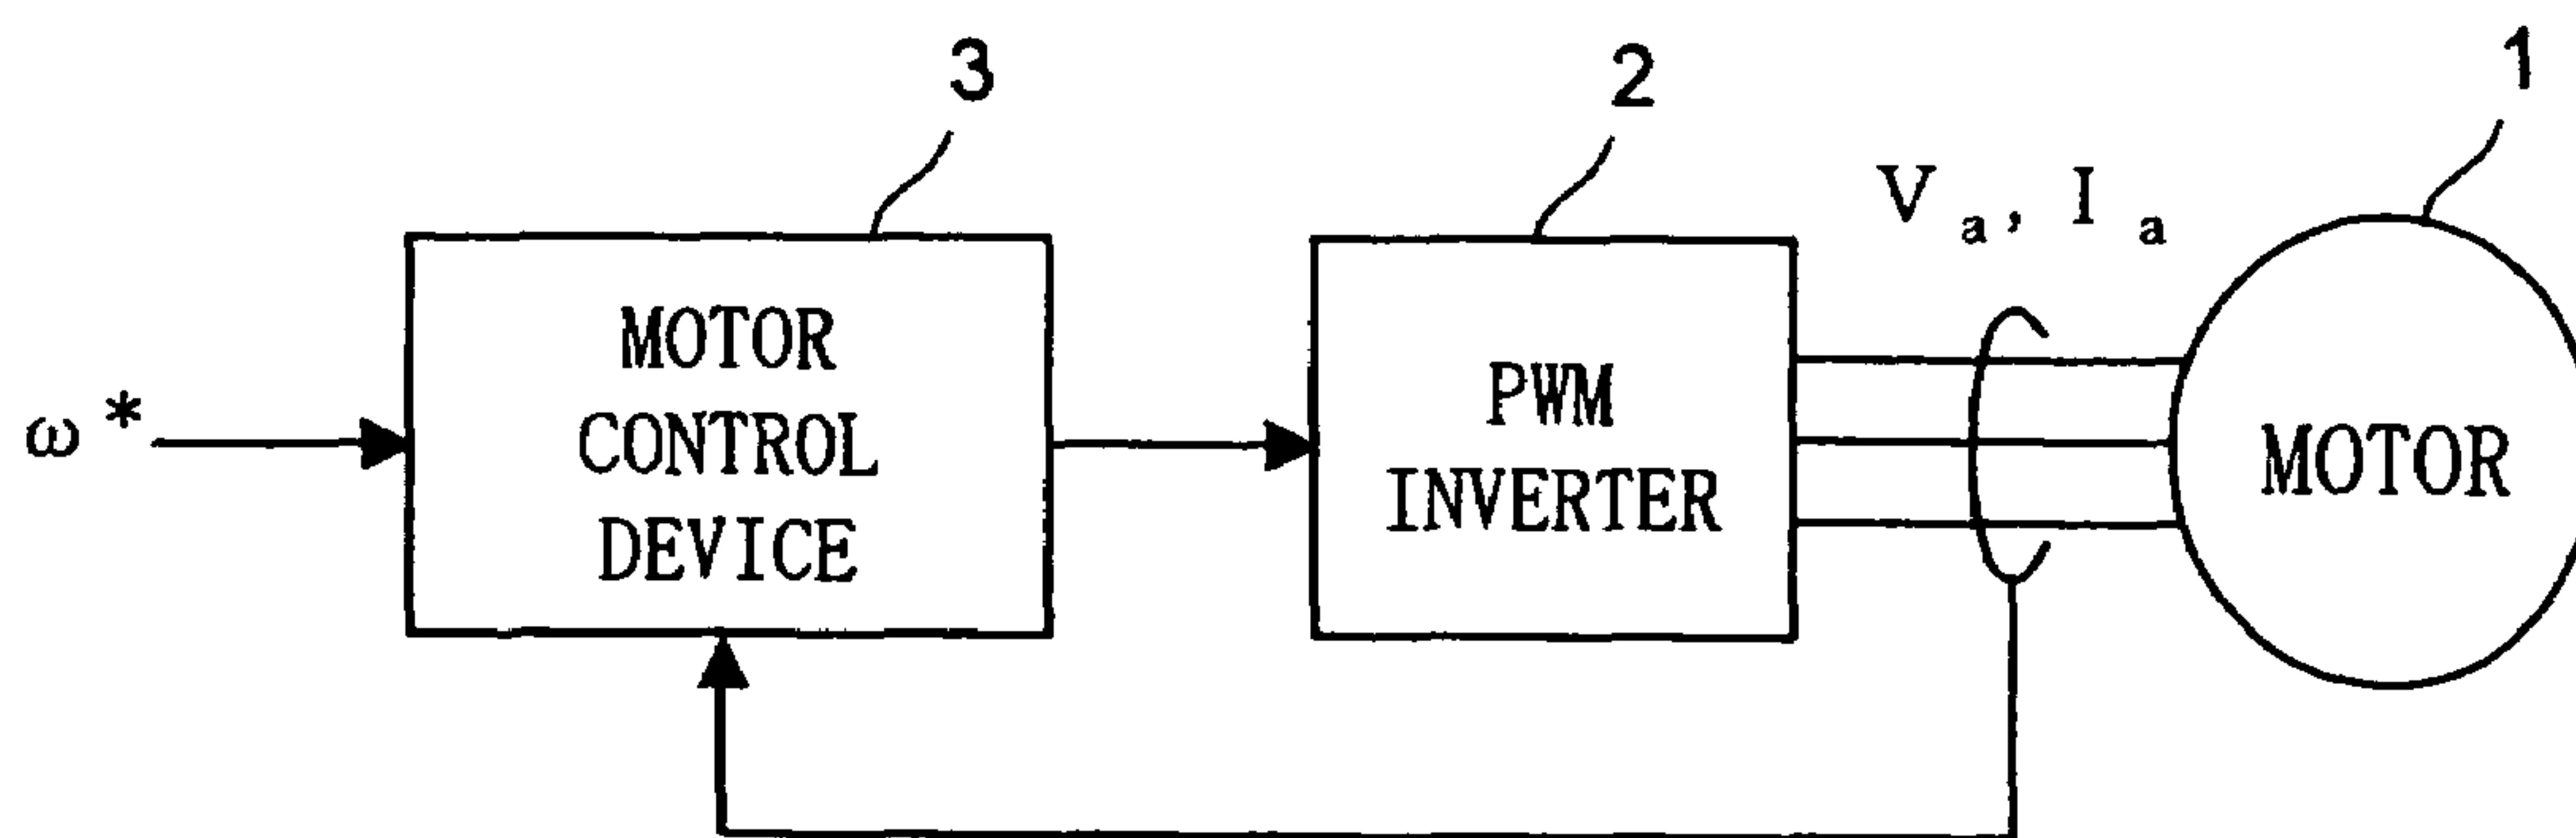 3
2
1
V a, I a
ω *
MOTOR
CONTROL
DEVICE
PWM
INVERTER
MOTOR